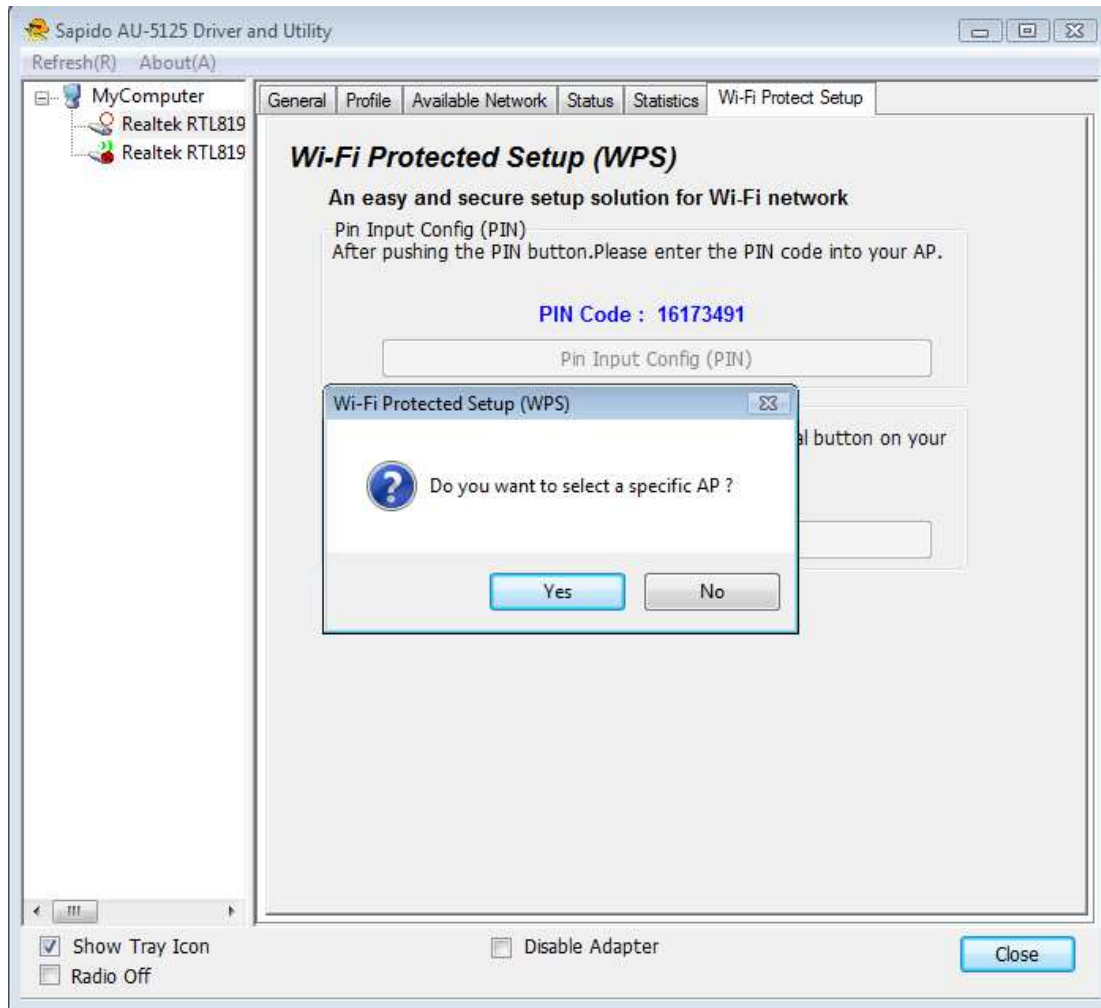 Sapido AU-5125 Driver and Utility
Refresh(R) About(A)
MyComputer
Realtek RTL819
Realtek RTL819
General Profile Available Network Status Statistics Wi-Fi Protect Setup
Wi-Fi Protected Setup (WPS)
An easy and secure setup solution for Wi-Fi network
Pin Input Config (PIN)
After pushing the PIN button.Please enter the PIN code into your AP.
PIN Code : 16173491
Pin Input Config (PIN)
Wi-Fi Protected Setup (WPS)
button on your
Do you want to select a specific AP ?
Yes No
Show Tray Icon
Disable Adapter
Radio Off
Close